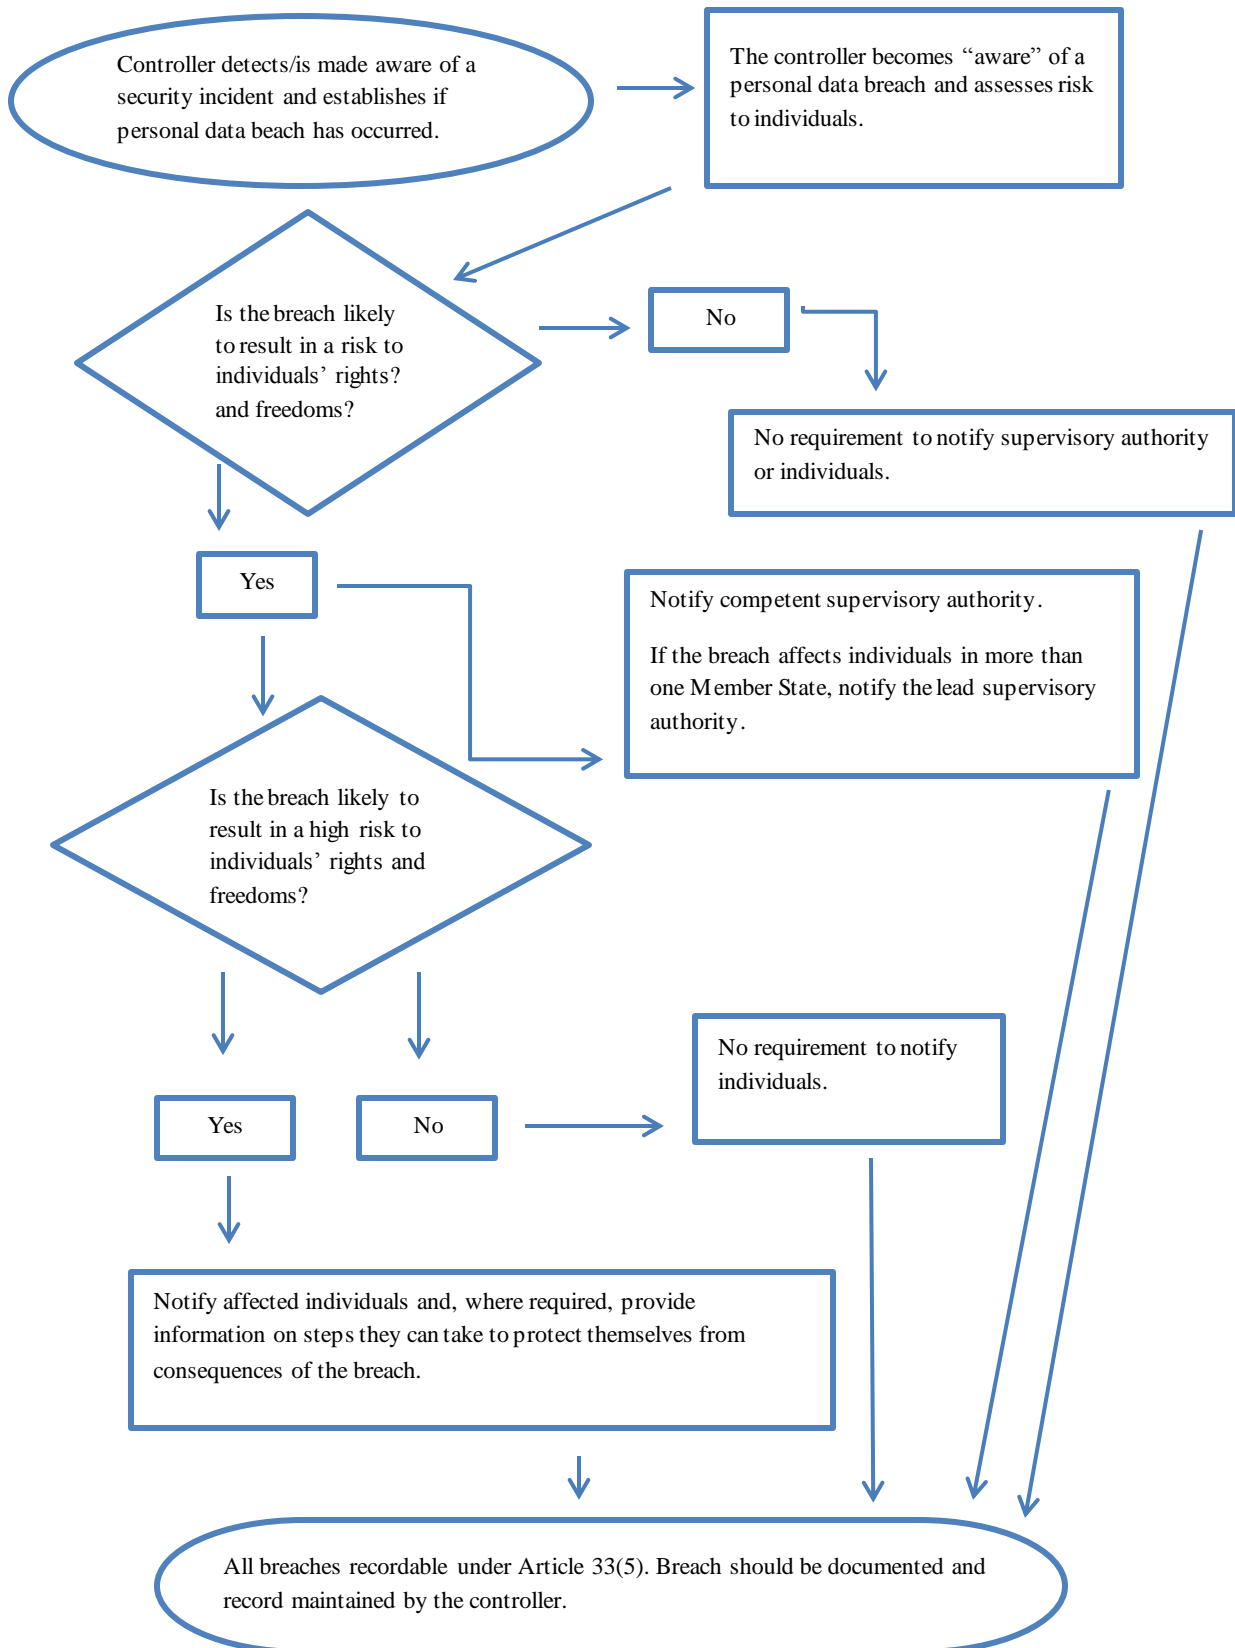 Controller detects/is made aware of a
security incident and establishes if
personal data beach has occurred.
The controller becomes “aware” of a
personal data breach and assesses risk
to individuals.
Is the breach likely
to result in a risk to
individuals’ rights?
and freedoms?
No
No requirement to notify supervisory authority
or individuals.
Yes
Notify competent supervisory authority.
If the breach affects individuals in more than
one Member State, notify the lead supervisory
authority.
Is the breach likely to
result in a high risk to
individuals’ rights and
freedoms?
No requirement to notify
individuals.
Yes
No
Notify affected individuals and, where required, provide
information on steps they can take to protect themselves from
consequences of the breach.
All breaches recordable under Article 33(5). Breach should be documented and
record maintained by the controller.